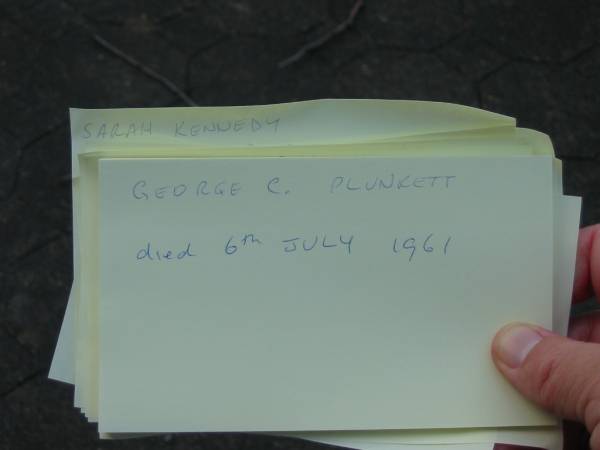 SARAH KENNEDY
GEORGE C. PLUNKETT
died 6th JULY 1961